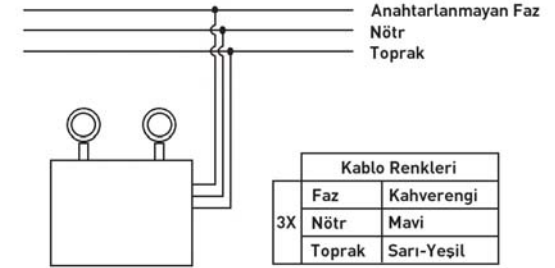 Anahtarlanmayan Faz
Nötr
Toprak
Kablo Renkleri
3X
Faz Kahverengi
Nötr Mavi
Toprak Sarı-Yeşil